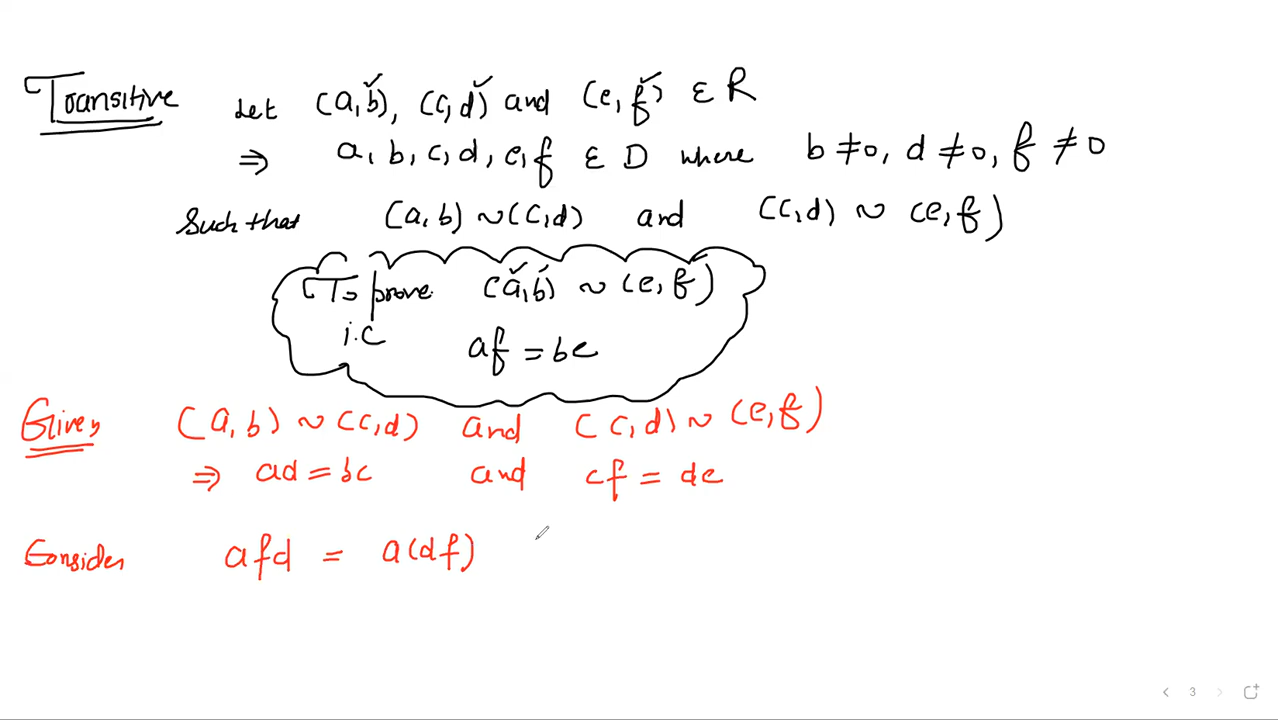 Transitive Let (a,b), (c,d) and (e,f) ε R
⇒ a, b, c, d, e, f ε D where b ≠ 0, d ≠ 0, f ≠ 0
Such that (a,b) ~ (c,d) and (c,d) ~ (e,f)
To prove (a,b) ~ (e,f)
i.e af = be
Given (a,b) ~ (c,d) and (c,d) ~ (e,f)
⇒ ad = bc and cf = de
Consider afd = a(df)
3